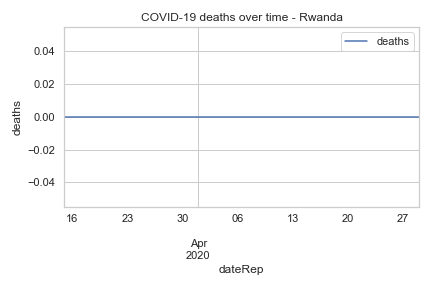 COVID-19 deaths over time - Rwanda
deaths
0.04
0.02
0.00
−0.02
−0.04
deaths
16 23 30 06 13 20 27
Apr
2020
dateRep